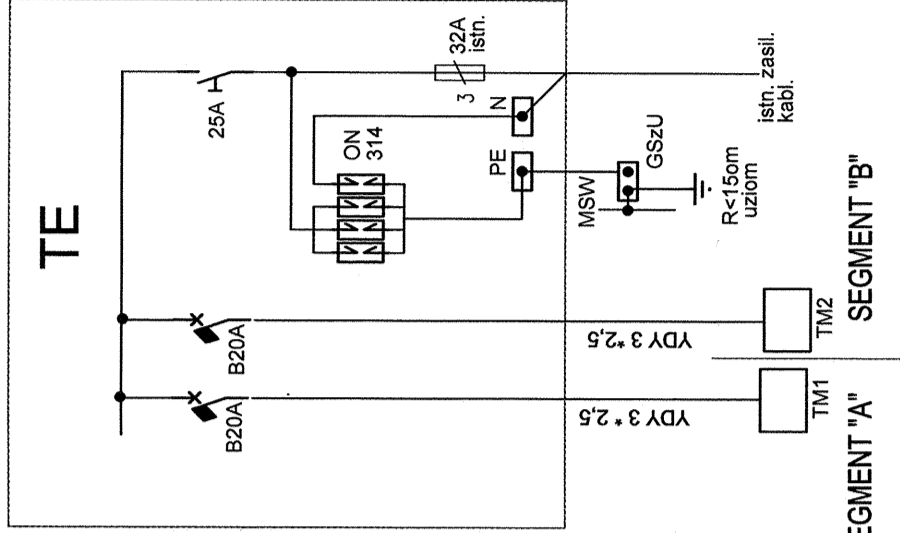 TE
25A
32A
istn.
3
N
ON
314
PE
GSzU
MSW
R<15om
uziom
istn. zasil.
kabl.
B20A
B20A
YDY 3*2,5
YDY 3*2,5
TM2
TM1
SEGMENT "B"
EGMENT "A"